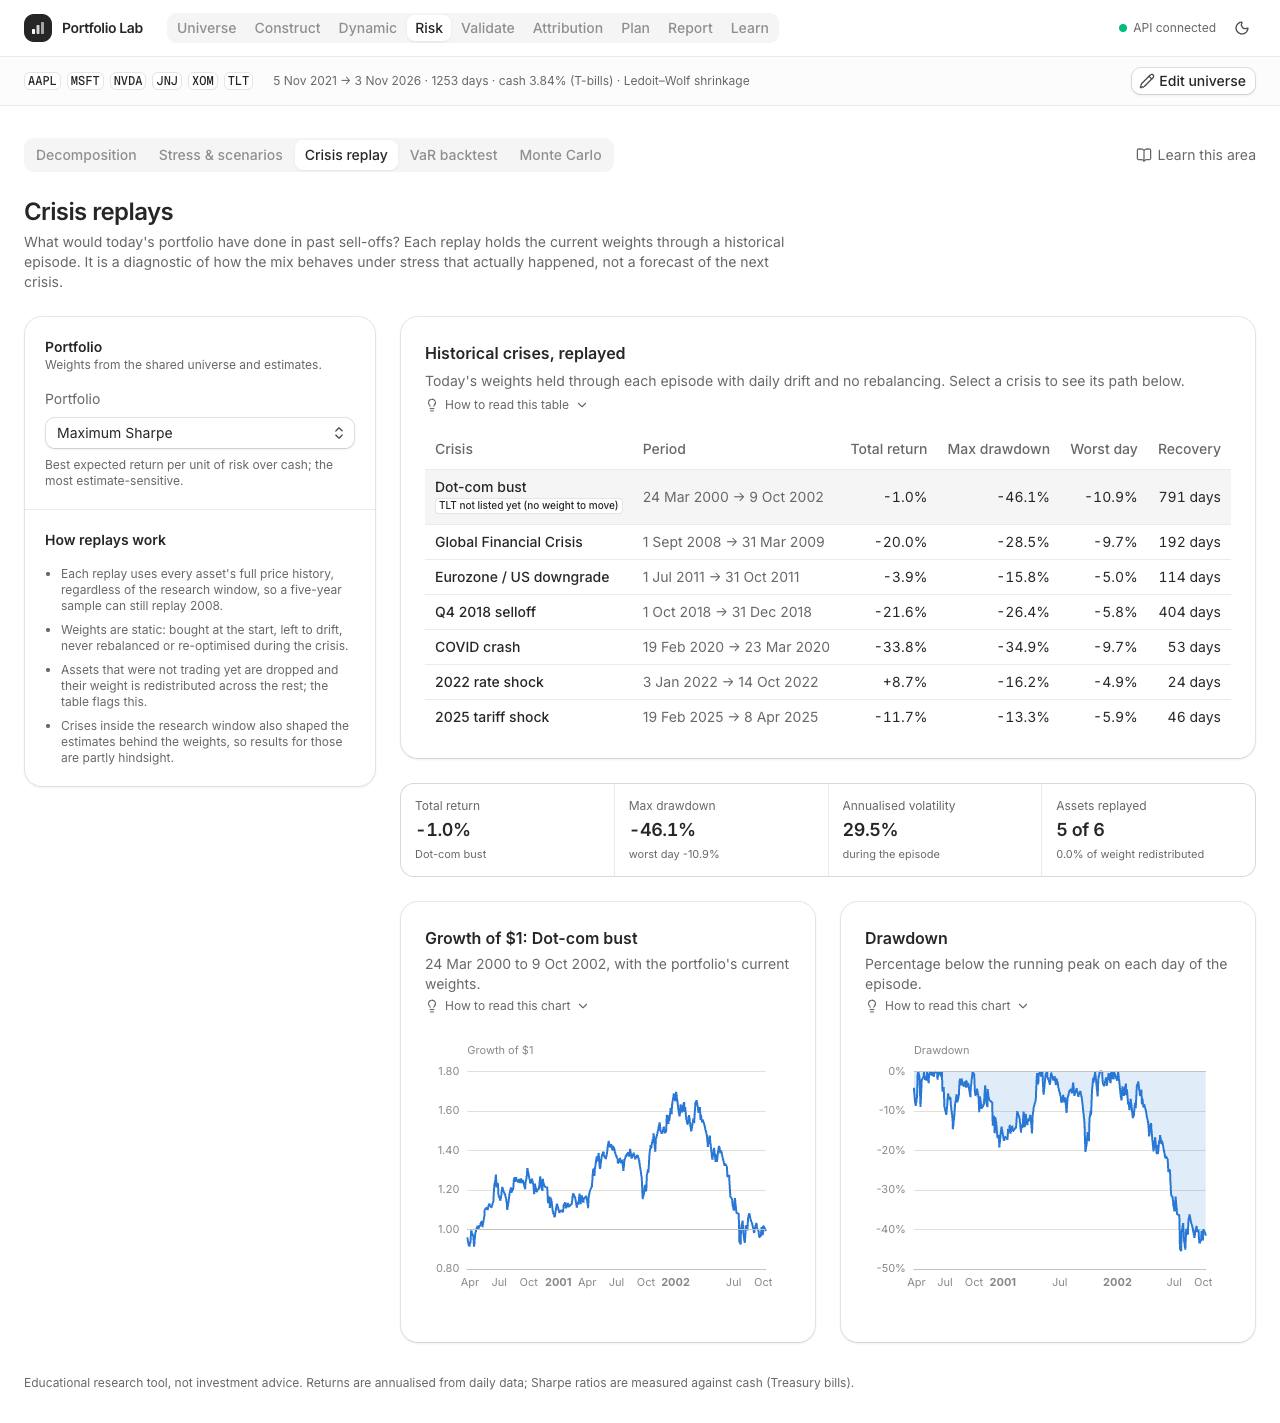 Portfolio Lab
Universe Construct Dynamic Risk Validate Attribution Plan Report Learn
API connected
AAPL MSFT NVDA JNJ XOM TLT
5 Nov 2021 → 3 Nov 2026 · 1253 days · cash 3.84% (T-bills) · Ledoit–Wolf shrinkage
Edit universe
Decomposition Stress & scenarios Crisis replay VaR backtest Monte Carlo
Learn this area
Crisis replays
What would today's portfolio have done in past sell-offs? Each replay holds the current weights through a historical
episode. It is a diagnostic of how the mix behaves under stress that actually happened, not a forecast of the next
crisis.
Portfolio
Weights from the shared universe and estimates.
Portfolio
Maximum Sharpe
Best expected return per unit of risk over cash; the
most estimate-sensitive.
How replays work
• Each replay uses every asset's full price history,
regardless of the research window, so a five-year
sample can still replay 2008.
• Weights are static: bought at the start, left to drift,
never rebalanced or re-optimised during the crisis.
• Assets that were not trading yet are dropped and
their weight is redistributed across the rest; the
table flags this.
• Crises inside the research window also shaped the
estimates behind the weights, so results for those
are partly hindsight.
Historical crises, replayed
Today's weights held through each episode with daily drift and no rebalancing. Select a crisis to see its path below.
How to read this table
Crisis Period Total return Max drawdown Worst day Recovery
Dot-com bust
TLT not listed yet (no weight to move)
24 Mar 2000 → 9 Oct 2002 -1.0% -46.1% -10.9% 791 days
Global Financial Crisis 1 Sept 2008 → 31 Mar 2009 -20.0% -28.5% -9.7% 192 days
Eurozone / US downgrade 1 Jul 2011 → 31 Oct 2011 -3.9% -15.8% -5.0% 114 days
Q4 2018 selloff 1 Oct 2018 → 31 Dec 2018 -21.6% -26.4% -5.8% 404 days
COVID crash 19 Feb 2020 → 23 Mar 2020 -33.8% -34.9% -9.7% 53 days
2022 rate shock 3 Jan 2022 → 14 Oct 2022 +8.7% -16.2% -4.9% 24 days
2025 tariff shock 19 Feb 2025 → 8 Apr 2025 -11.7% -13.3% -5.9% 46 days
Total return
-1.0%
Dot-com bust
Max drawdown
-46.1%
worst day -10.9%
Annualised volatility
29.5%
during the episode
Assets replayed
5 of 6
0.0% of weight redistributed
Growth of $1: Dot-com bust
24 Mar 2000 to 9 Oct 2002, with the portfolio's current
weights.
How to read this chart
Growth of $1
1.80
1.60
1.40
1.20
1.00
0.80
Apr Jul Oct 2001 Apr Jul Oct 2002 Jul Oct
Drawdown
Percentage below the running peak on each day of the
episode.
How to read this chart
Drawdown
0%
-10%
-20%
-30%
-40%
-50%
Apr Jul Oct 2001 Jul 2002 Jul Oct
Educational research tool, not investment advice. Returns are annualised from daily data; Sharpe ratios are measured against cash (Treasury bills).